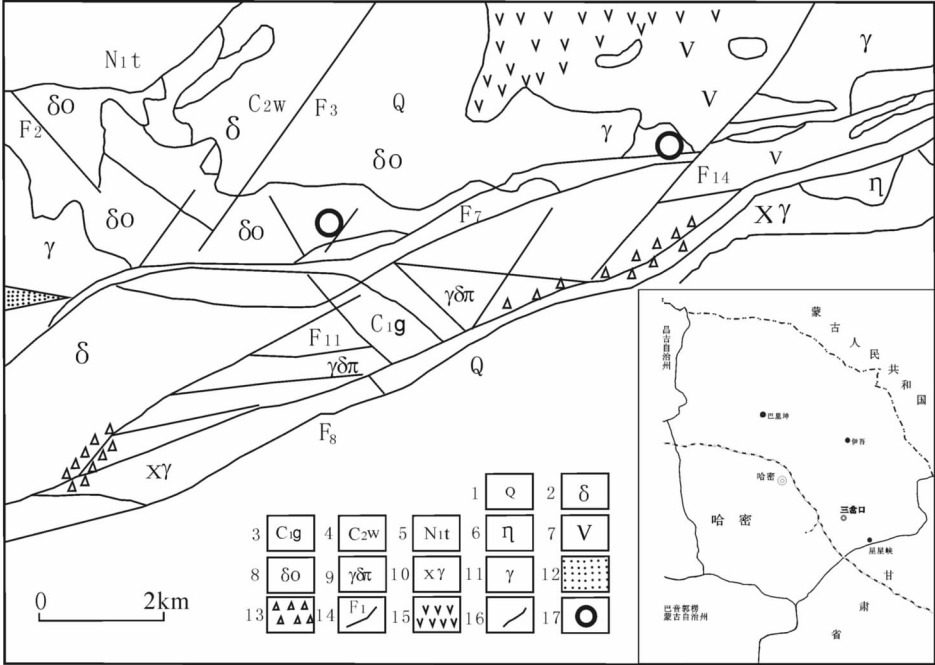 N1t
δο
F2
C2w
F3
Q
δ
γ
V
V
γ
δο
δο
δο
F7
F14
V
η
Xγ
γ
γδπ
C1g
F11
γδπ
δ
Q
F8
Xγ
1 Q 2 δ
3 C1g 4 C2w 5 N1t 6 η 7 V
8 δο 9 γδπ 10 Xγ 11 γ 12
13 14 F1 15 16 17
0 2km
蒙古人民共和国
昌吉自治州
巴里坤
伊吾
哈密
哈密
三岔口
星星峡
巴音郭楞
蒙古自治州
甘肃省